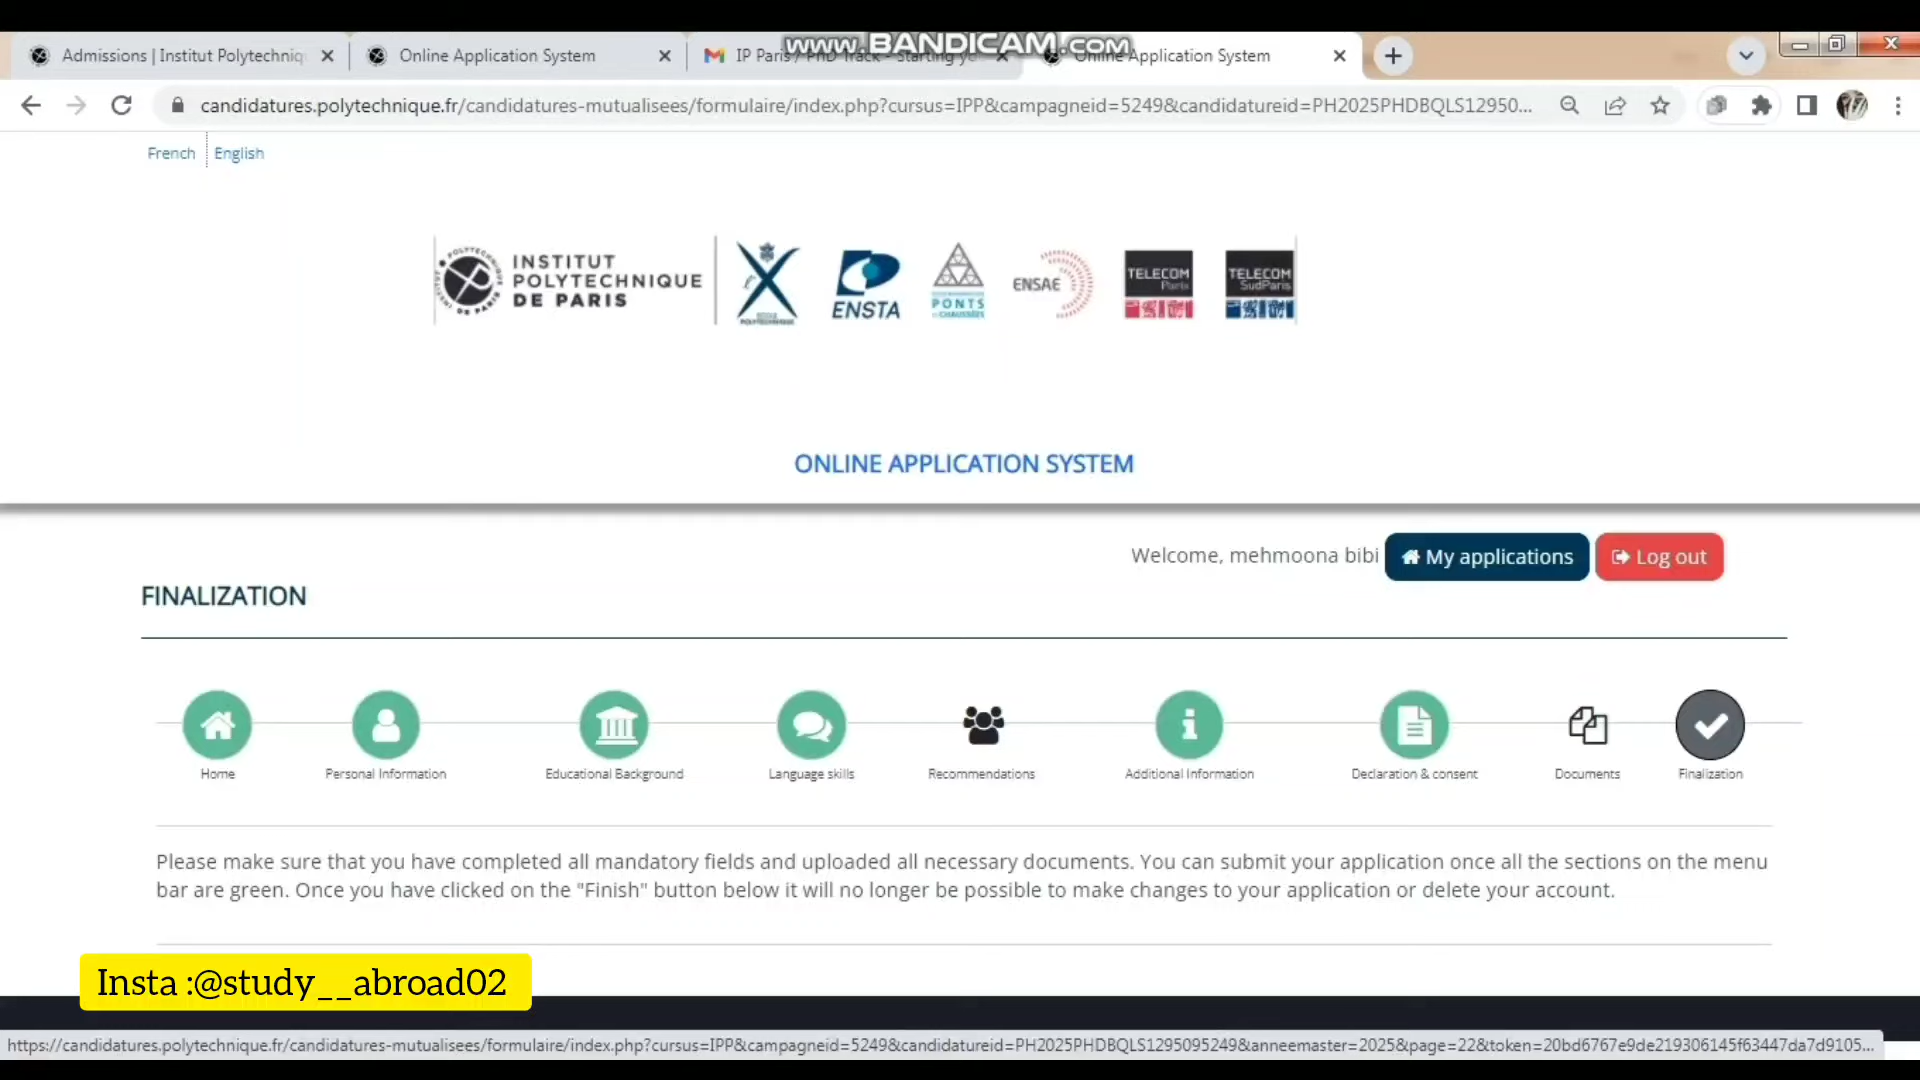 www.BANDICAM.com
Admissions | Institut Polytechniq
Online Application System
IP Paris / PhD Track - Starting yo
Online Application System
candidatures.polytechnique.fr/candidatures-mutualisees/formulaire/index.php?cursus=IPP&campagneid=5249&candidatureid=PH2025PHDBQLS12950...
French
English
INSTITUT
POLYTECHNIQUE
DE PARIS
ENSTA
PONTS
ENSAE
TELECOM
Paris
TELECOM
SudParis
ONLINE APPLICATION SYSTEM
Welcome, mehmoona bibi
My applications
Log out
FINALIZATION
Home
Personal Information
Educational Background
Language skills
Recommendations
Additional Information
Declaration & consent
Documents
Finalization
Please make sure that you have completed all mandatory fields and uploaded all necessary documents. You can submit your application once all the sections on the menu
bar are green. Once you have clicked on the "Finish" button below it will no longer be possible to make changes to your application or delete your account.
Insta :@study__abroad02
https://candidatures.polytechnique.fr/candidatures-mutualisees/formulaire/index.php?cursus=IPP&campagneid=5249&candidatureid=PH2025PHDBQLS1295095249&anneemaster=2025&page=22&token=20bd6767e9de219306145f63447da7d9105...